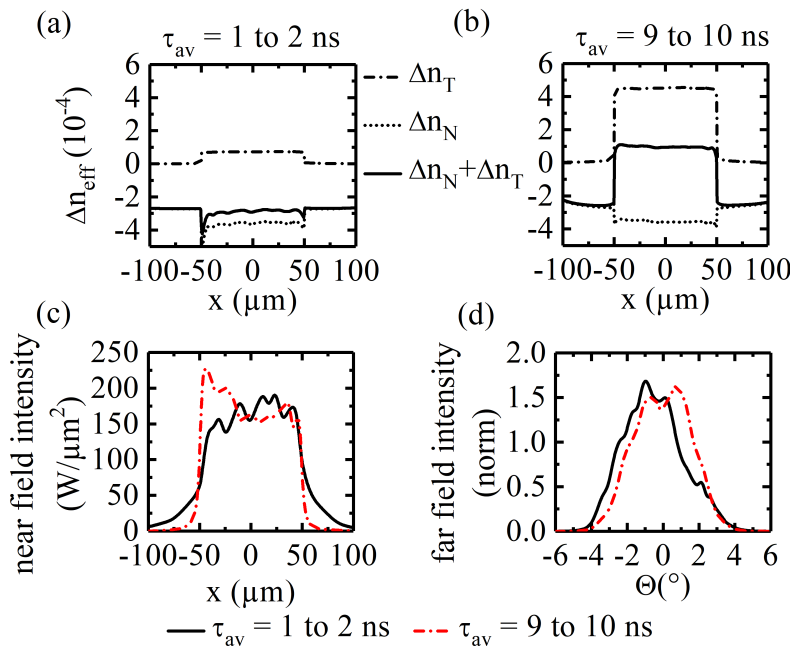 (a) τav = 1 to 2 ns
(b) τav = 9 to 10 ns
Δneff (10-4)
6
4
2
0
-2
-4
-100 -50 0 50 100
x (μm)
ΔnT
ΔnN
ΔnN+ΔnT
6
4
2
0
-2
-4
-100 -50 0 50 100
x (μm)
(c)
near field intensity
(W/μm2)
250
200
150
100
50
0
-100 -50 0 50 100
x (μm)
(d)
far field intensity
(norm)
2.0
1.5
1.0
0.5
0.0
-6 -4 -2 0 2 4 6
Θ(°)
τav = 1 to 2 ns
τav = 9 to 10 ns